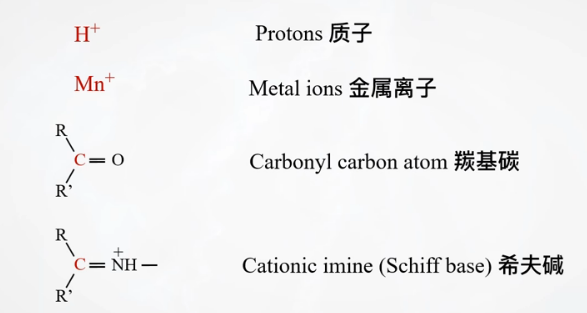 H⁺ Protons 质子
Mn⁺ Metal ions 金属离子
R
C = O Carbonyl carbon atom 羰基碳
R’
R
+
C = NH — Cationic imine (Schiff base) 希夫碱
R’